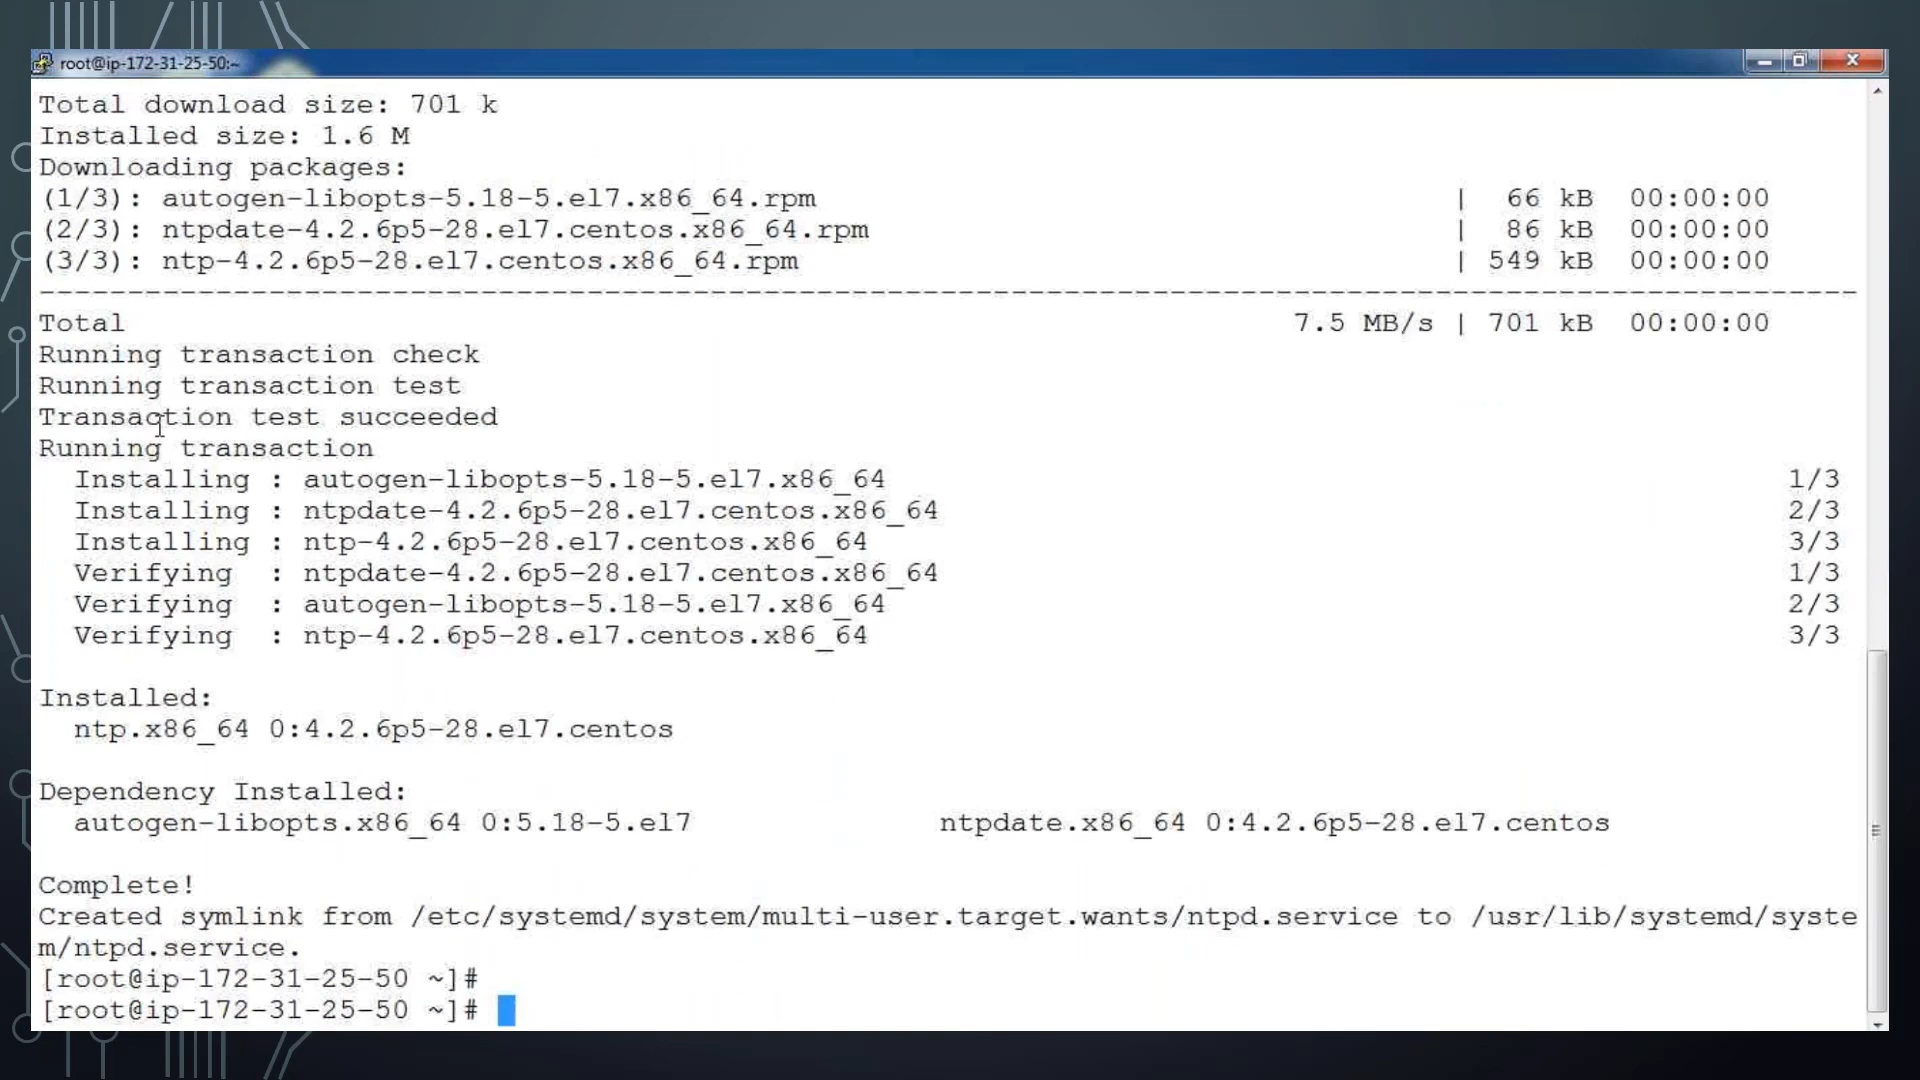 root@ip-172-31-25-50:~
Total download size: 701 k
Installed size: 1.6 M
Downloading packages:
(1/3): autogen-libopts-5.18-5.el7.x86_64.rpm | 66 kB 00:00:00
(2/3): ntpdate-4.2.6p5-28.el7.centos.x86_64.rpm | 86 kB 00:00:00
(3/3): ntp-4.2.6p5-28.el7.centos.x86_64.rpm | 549 kB 00:00:00
-------------------------------------------------------------------------------------------------------
Total 7.5 MB/s | 701 kB 00:00:00
Running transaction check
Running transaction test
Transaction test succeeded
Running transaction
Installing : autogen-libopts-5.18-5.el7.x86_64 1/3
Installing : ntpdate-4.2.6p5-28.el7.centos.x86_64 2/3
Installing : ntp-4.2.6p5-28.el7.centos.x86_64 3/3
Verifying : ntpdate-4.2.6p5-28.el7.centos.x86_64 1/3
Verifying : autogen-libopts-5.18-5.el7.x86_64 2/3
Verifying : ntp-4.2.6p5-28.el7.centos.x86_64 3/3
Installed:
ntp.x86_64 0:4.2.6p5-28.el7.centos
Dependency Installed:
autogen-libopts.x86_64 0:5.18-5.el7 ntpdate.x86_64 0:4.2.6p5-28.el7.centos
Complete!
Created symlink from /etc/systemd/system/multi-user.target.wants/ntpd.service to /usr/lib/systemd/syste
m/ntpd.service.
[root@ip-172-31-25-50 ~]#
[root@ip-172-31-25-50 ~]#